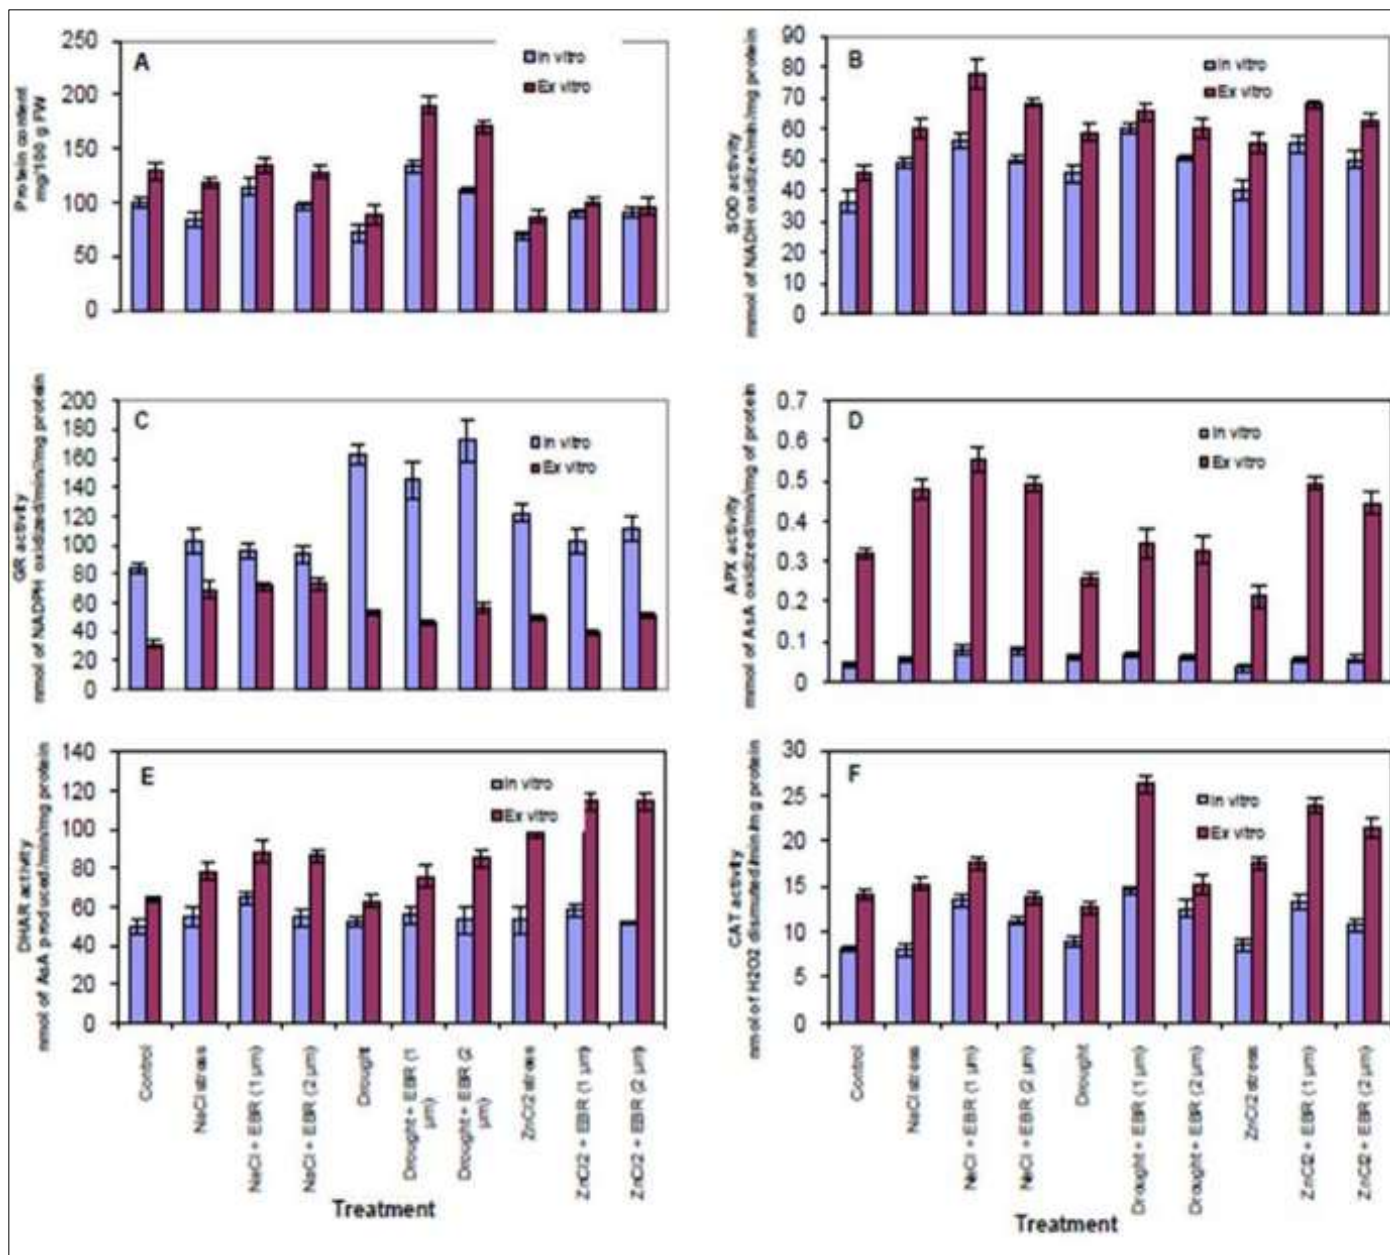 A
In vitro
Ex vitro
Protein content
mg/100 g FW
250
200
150
100
50
0
B
In vitro
Ex vitro
SOD activity
mmol of NADH oxidize/min/mg protein
90
80
70
60
50
40
30
20
10
0
C
In vitro
Ex vitro
GR activity
nmol of NADPH oxidized/min/mg protein
200
180
160
140
120
100
80
60
40
20
0
D
In vitro
Ex vitro
APX activity
mmol AsA oxidized/min/mg of protein
0.7
0.6
0.5
0.4
0.3
0.2
0.1
0
E
In vitro
Ex vitro
DHAR activity
nmol of AsA produced/min/mg protein
140
120
100
80
60
40
20
0
Control
NaCl stress
NaCl + EBR (1 µm)
NaCl + EBR (2 µm)
Drought
Drought + EBR (1
µm)
Drought + EBR (2
µm)
ZnCl2 stress
ZnCl2 + EBR (1 µm)
ZnCl2 + EBR (2 µm)
Treatment
F
In vitro
Ex vitro
CAT activity
nmol of H2O2 dismuted/min/mg protein
30
25
20
15
10
5
0
Control
NaCl stress
NaCl + EBR (1 µm)
NaCl + EBR (2 µm)
Drought
Drought + EBR (1 µm)
Drought + EBR (2 µm)
ZnCl2 stress
ZnCl2 + EBR (1 µm)
ZnCl2 + EBR (2 µm)
Treatment